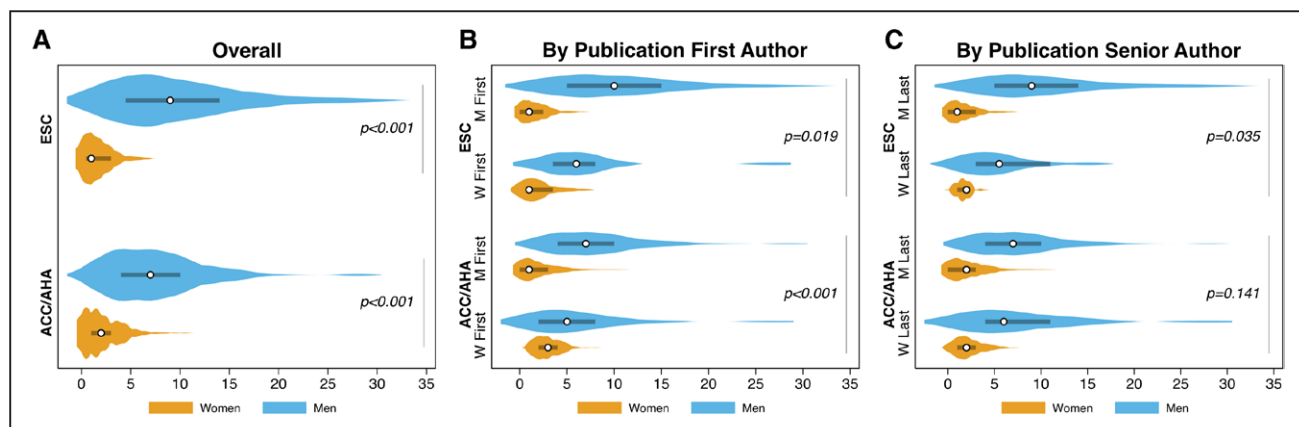 A
Overall
ESC
p<0.001
ACC/AHA
p<0.001
0 5 10 15 20 25 30 35
Women Men
B
By Publication First Author
ESC
M First
W First
p=0.019
ACC/AHA
M First
W First
p<0.001
0 5 10 15 20 25 30 35
Women Men
C
By Publication Senior Author
ESC
M Last
W Last
p=0.035
ACC/AHA
M Last
W Last
p=0.141
0 5 10 15 20 25 30 35
Women Men